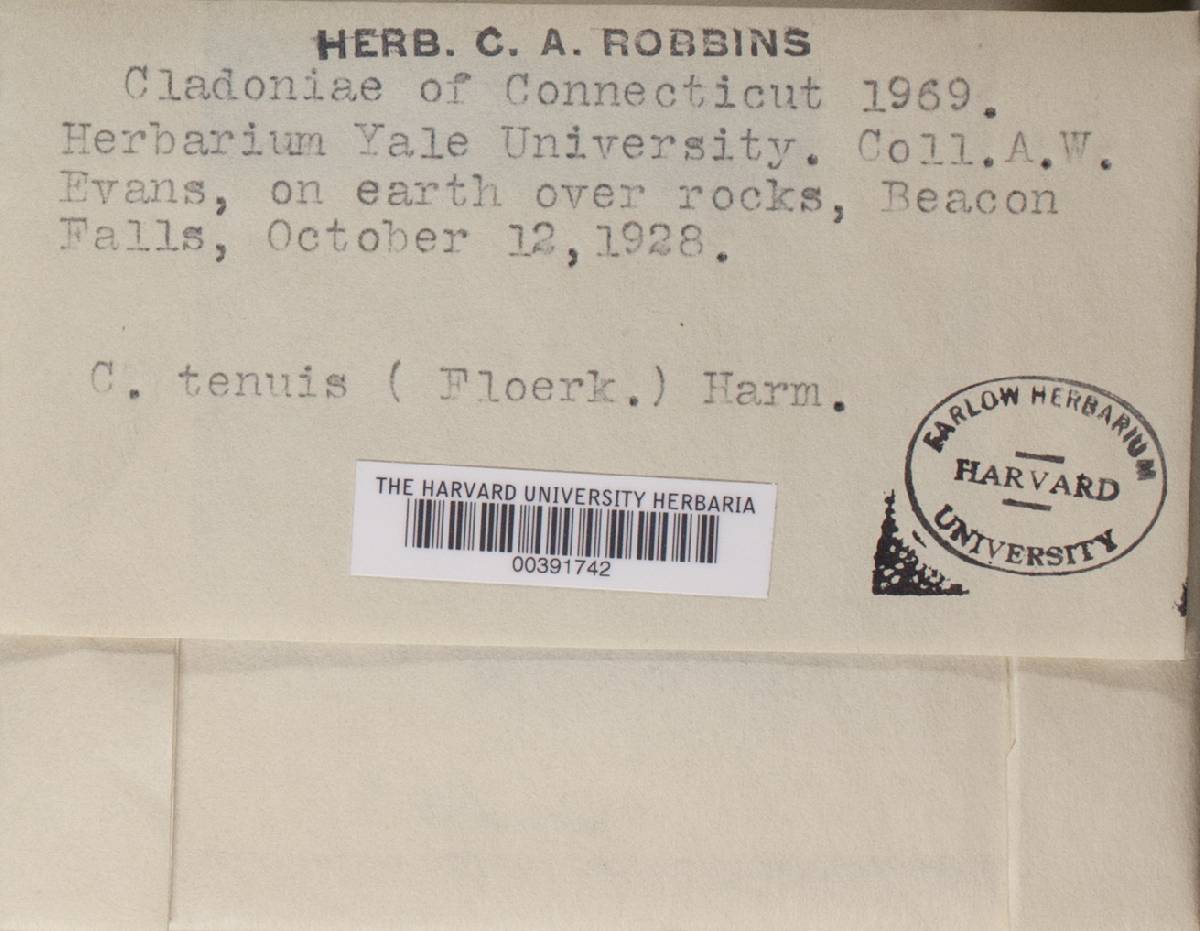 HERB. C. A. ROBBINS
Cladoniae of Connecticut 1969.
Herbarium Yale University. Coll.A.W.
Evans, on earth over rocks, Beacon
Falls, October 12,1928.
C. tenuis ( Floerk.) Harm.
FARLOW HERBARIUM
HARVARD
UNIVERSITY
THE HARVARD UNIVERSITY HERBARIA
00391742